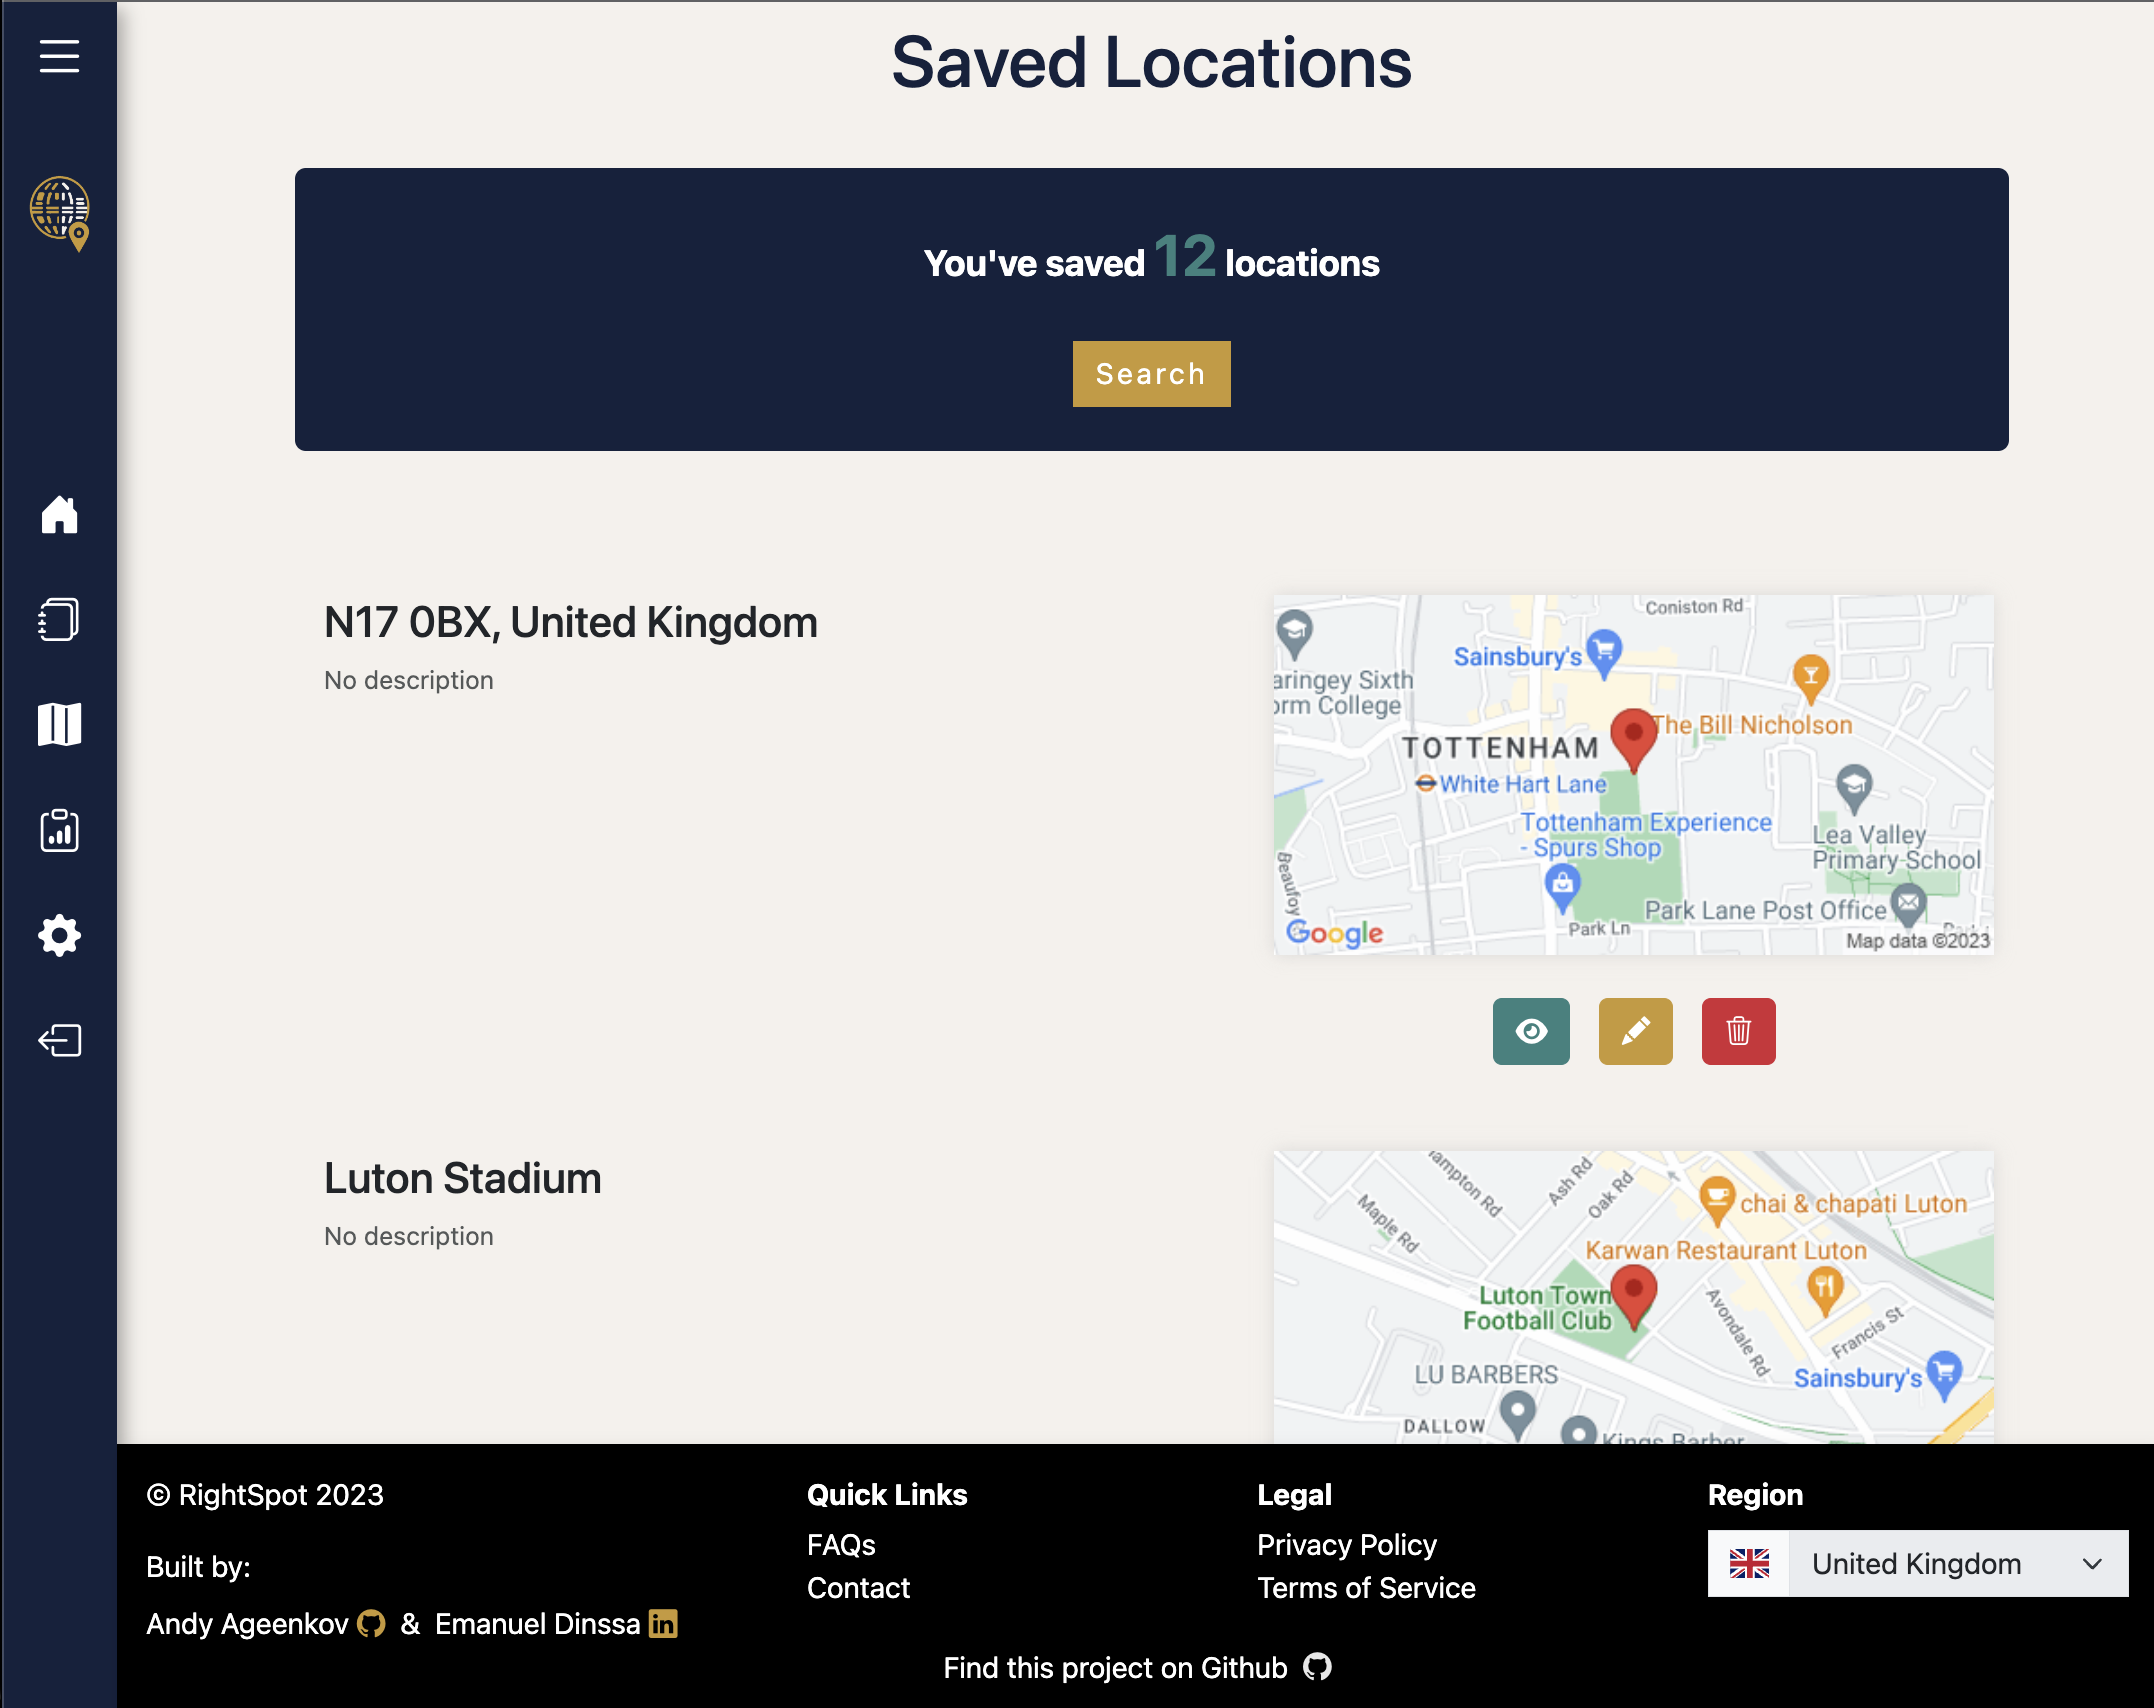 Saved Locations
You've saved 12 locations
Search
N17 0BX, United Kingdom
No description
Coniston Rd
Sainsbury's
aringey Sixth
orm College
The Bill Nicholson
TOTTENHAM
White Hart Lane
Tottenham Experience
- Spurs Shop
Lea Valley
Primary School
Beaufoy
Park Lane Post Office
Park Ln
Google
Map data ©2023
Luton Stadium
No description
ampton Rd
Ash Rd
Oak Rd
Maple Rd
chai & chapati Luton
Karwan Restaurant Luton
Luton Town
Football Club
Avondale Rd
Francis St
LU BARBERS
Sainsbury's
DALLOW
Kings Barber
© RightSpot 2023
Built by:
Andy Ageenkov & Emanuel Dinssa in
Quick Links
FAQs
Contact
Legal
Privacy Policy
Terms of Service
Region
United Kingdom
Find this project on Github